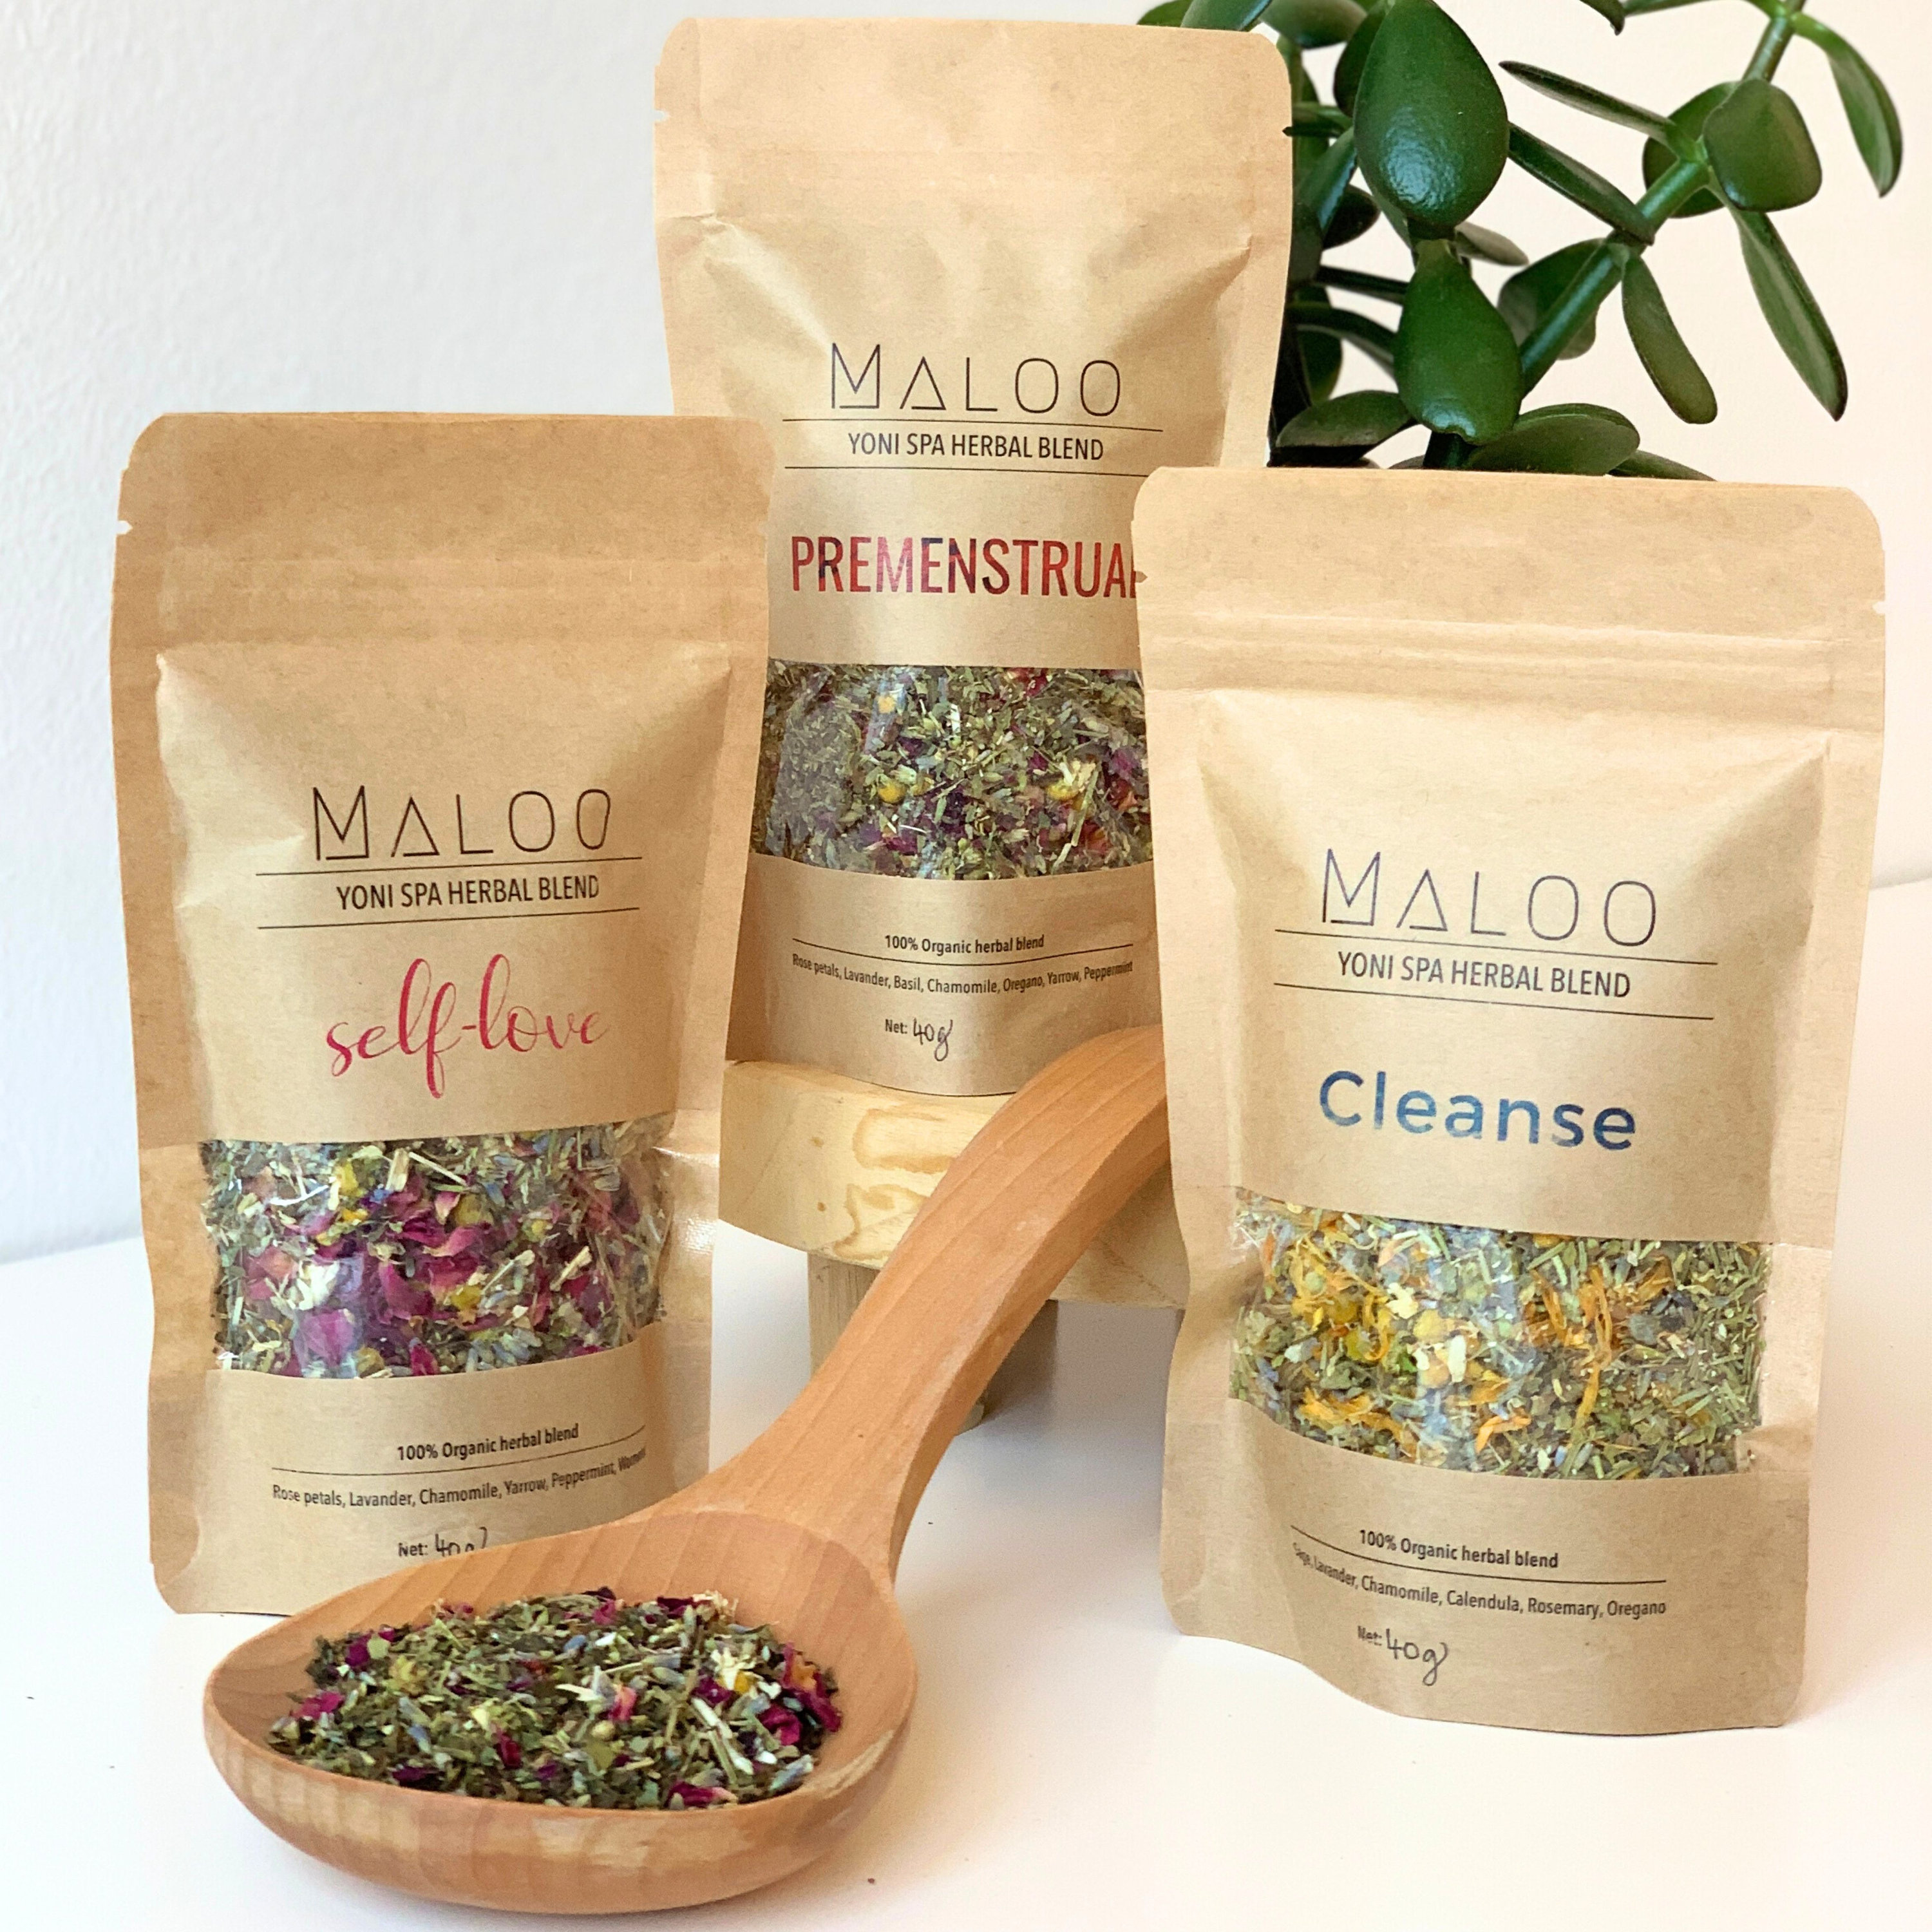 MALOO
YONI SPA HERBAL BLEND
self-love
100% Organic herbal blend
Rose petals, Lavander, Chamomile, Yarrow, Peppermint,
Net: 40g
MALOO
YONI SPA HERBAL BLEND
PREMENSTRUAL
100% Organic herbal blend
Rose petals, Lavander, Basil, Chamomile, Oregano, Yarrow, Peppermint
Net: 40g
MALOO
YONI SPA HERBAL BLEND
Cleanse
100% Organic herbal blend
Sage, Lavander, Chamomile, Calendula, Rosemary, Oregano
Net: 40g